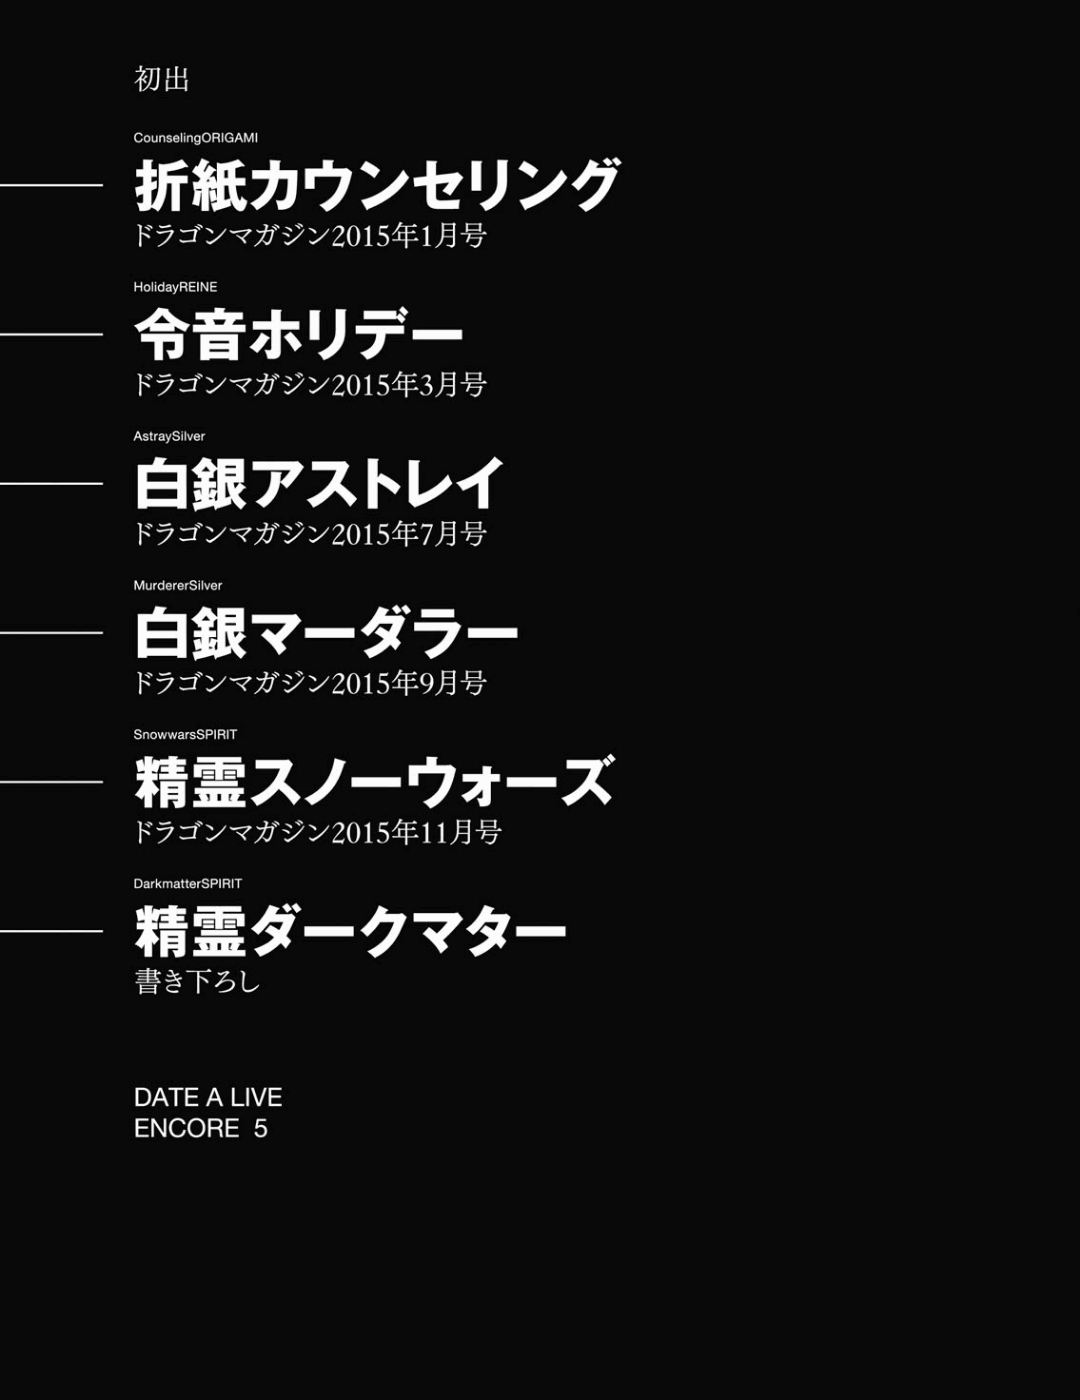 初出
CounselingORIGAMI
折紙カウンセリング
ドラゴンマガジン2015年1月号
HolidayREINE
令音ホリデー
ドラゴンマガジン2015年3月号
AstraySilver
白銀アストレイ
ドラゴンマガジン2015年7月号
MurdererSilver
白銀マーダラー
ドラゴンマガジン2015年9月号
SnowwarsSPIRIT
精霊スノーウォーズ
ドラゴンマガジン2015年11月号
DarkmatterSPIRIT
精霊ダークマター
書き下ろし
DATE A LIVE
ENCORE 5